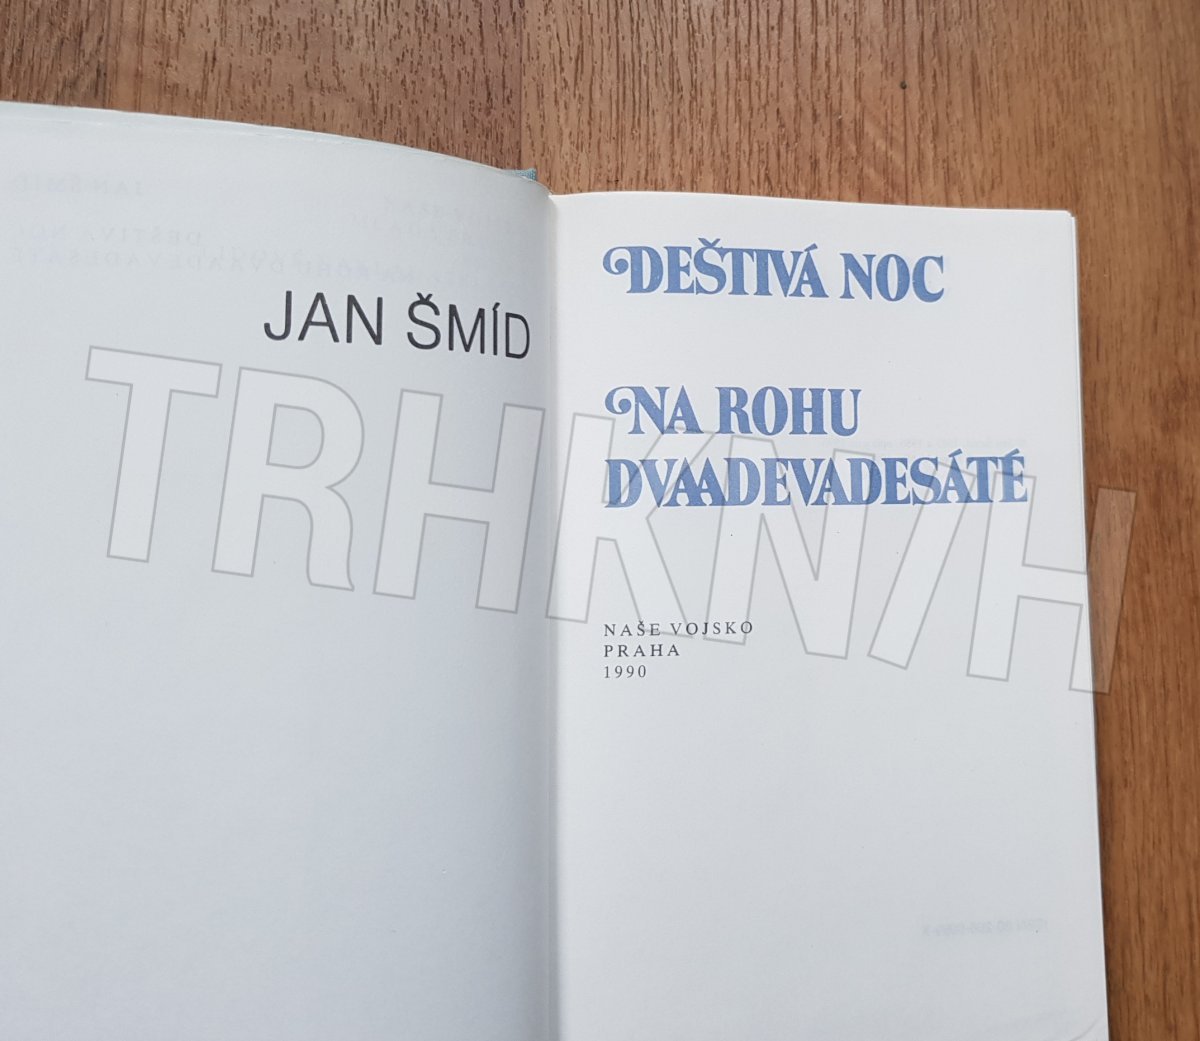 JAN ŠMÍD
DEŠTIVÁ NOC
NA ROHU
DVAADEVADESÁTÉ
NAŠE VOJSKO
PRAHA
1990
TRHKNIH